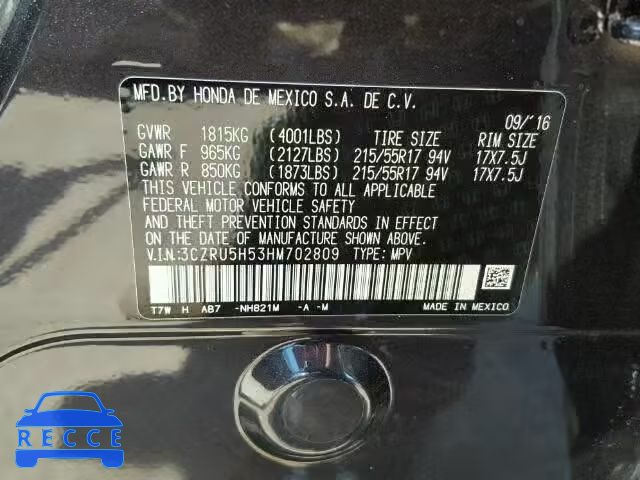 MFD.BY HONDA DE MEXICO S.A. DE C.V.
09/'16
GVWR 1815KG (4001LBS) TIRE SIZE RIM SIZE
GAWR F 965KG (2127LBS) 215/55R17 94V 17X7.5J
GAWR R 850KG (1873LBS) 215/55R17 94V 17X7.5J
THIS VEHICLE CONFORMS TO ALL APPLICABLE
FEDERAL MOTOR VEHICLE SAFETY
AND THEFT PREVENTION STANDARDS IN EFFECT
ON THE DATE OF MANUFACTURE SHOWN ABOVE.
V.I.N:3CZRU5H53HM702809 TYPE: MPV
T7W H AB7 -NH821M -A -M MADE IN MEXICO
RECCE